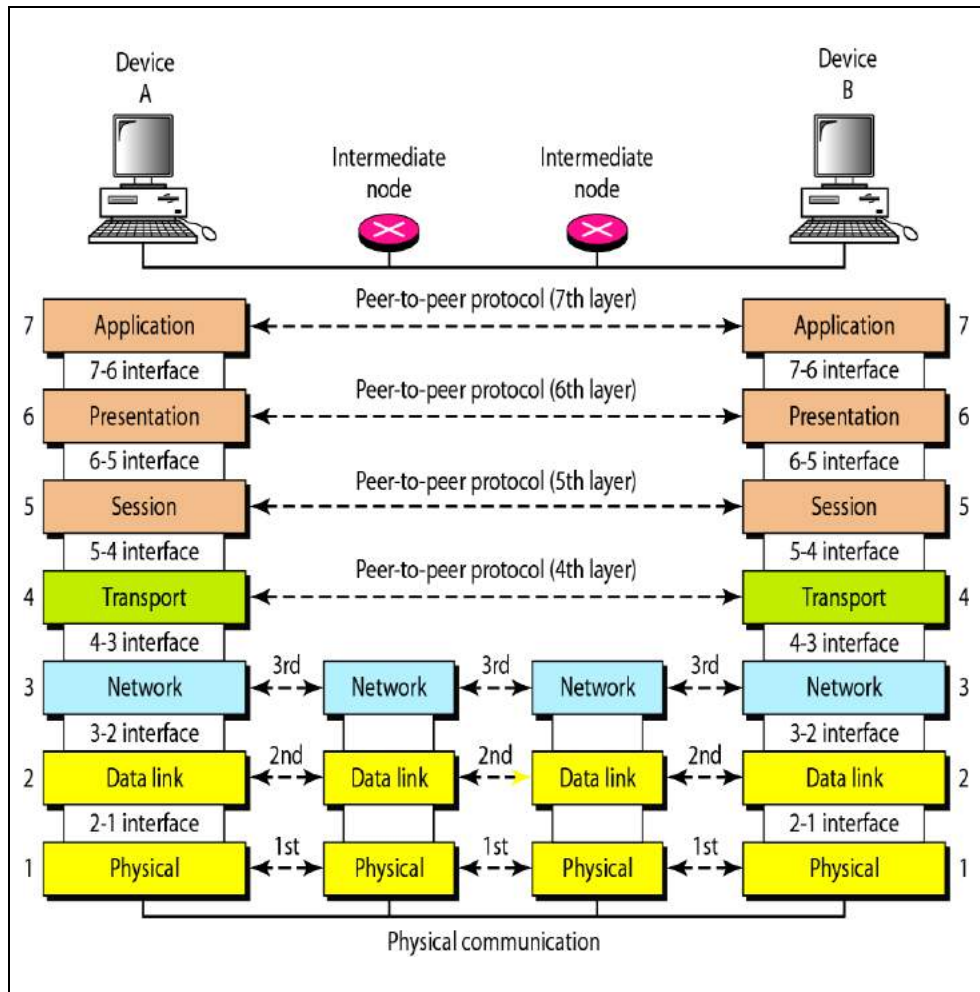 Device
A
Device
B
Intermediate
node
Intermediate
node
Peer-to-peer protocol (7th layer)
7 Application Application 7
7-6 interface 7-6 interface
Peer-to-peer protocol (6th layer)
6 Presentation Presentation 6
6-5 interface 6-5 interface
Peer-to-peer protocol (5th layer)
5 Session Session 5
5-4 interface 5-4 interface
Peer-to-peer protocol (4th layer)
4 Transport Transport 4
4-3 interface 4-3 interface
3rd 3rd 3rd
3 Network Network Network Network 3
3-2 interface 3-2 interface
2nd 2nd 2nd
2 Data link Data link Data link Data link 2
2-1 interface 2-1 interface
1st 1st 1st
1 Physical Physical Physical Physical 1
Physical communication